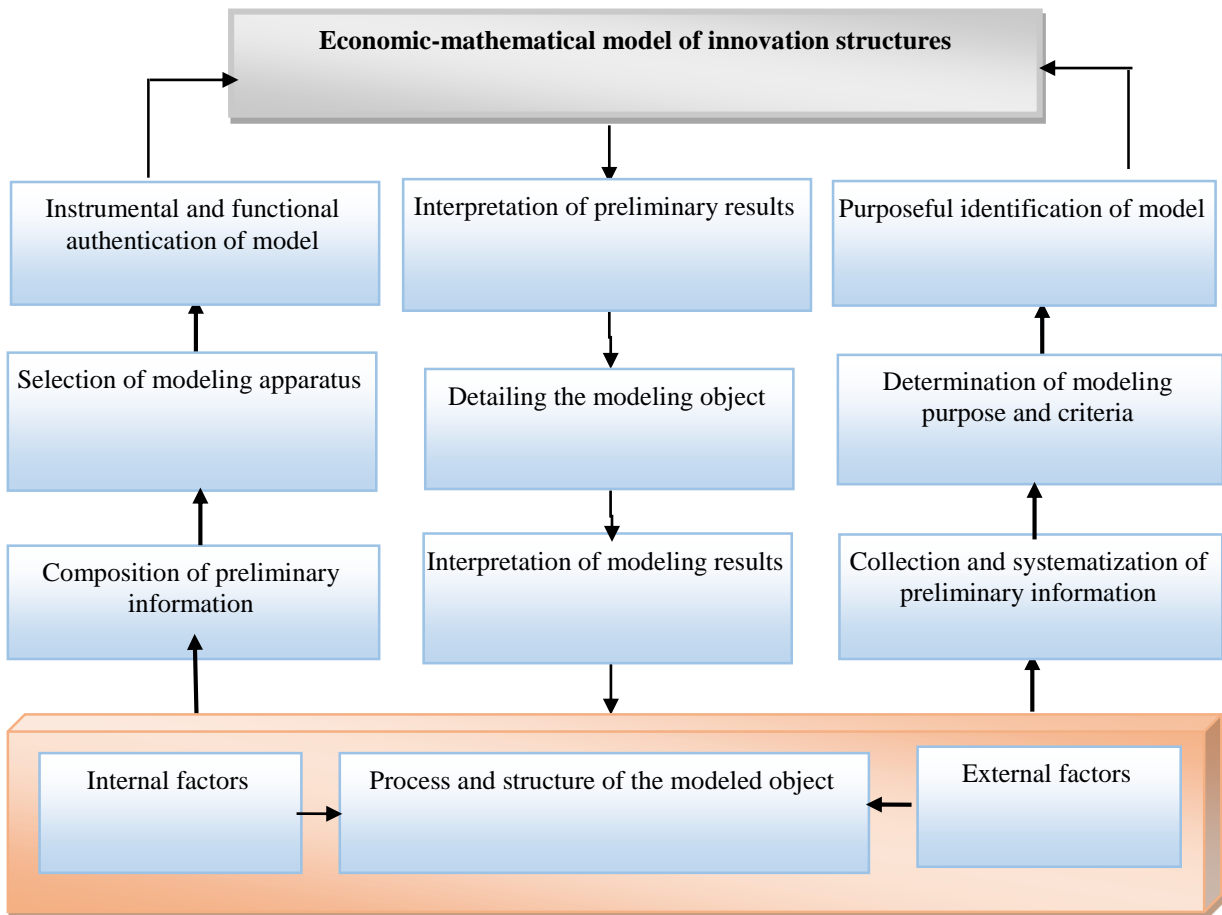 Economic-mathematical model of innovation structures
Instrumental and functional
authentication of model
Interpretation of preliminary results
Purposeful identification of model
Selection of modeling apparatus
Detailing the modeling object
Determination of modeling
purpose and criteria
Composition of preliminary
information
Interpretation of modeling results
Collection and systematization of
preliminary information
Internal factors
Process and structure of the modeled object
External factors